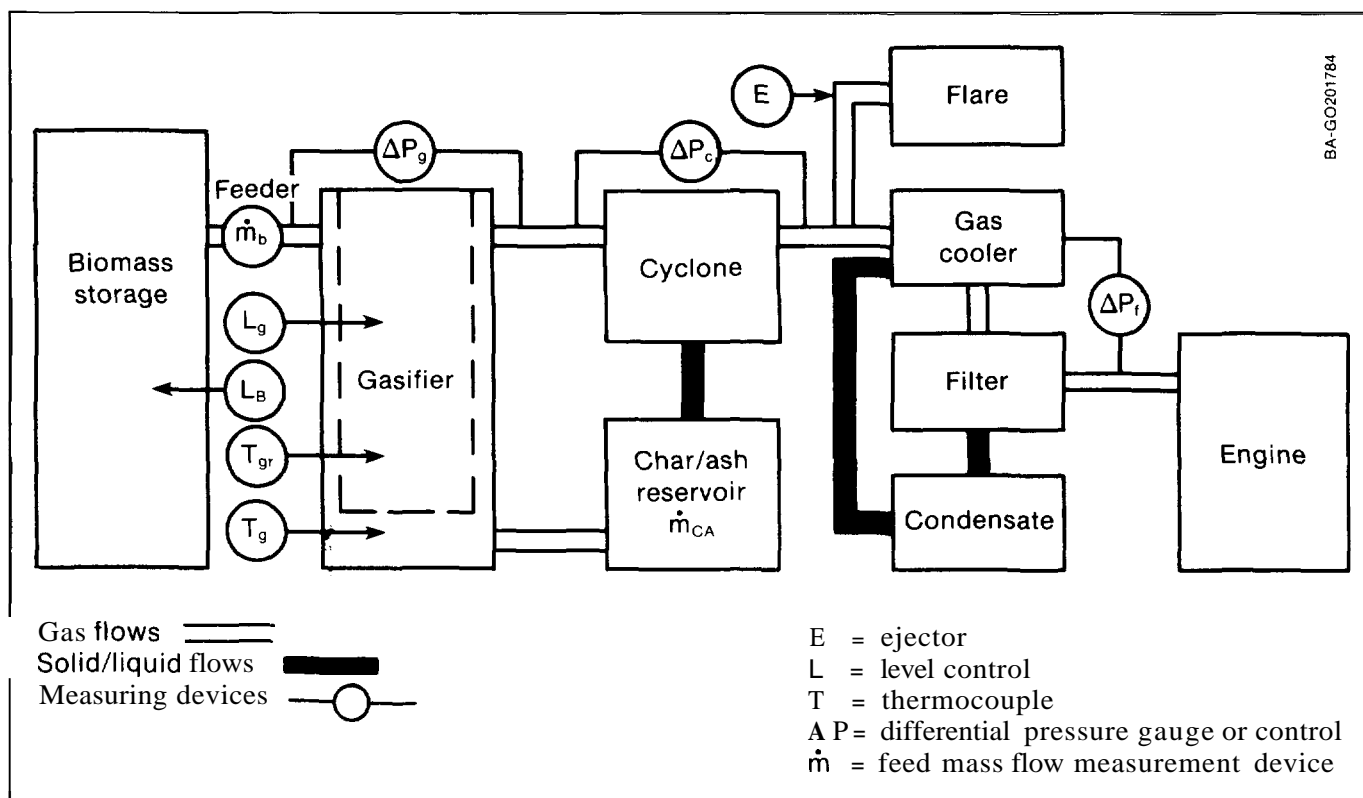 BA-GO201784
E
Flare
ΔPg
ΔPc
Feeder
ṁb
Biomass
storage
Gas
cooler
Cyclone
ΔPf
Lg
LB
Gasifier
Filter
Tgr
Char/ash
reservoir
ṁCA
Engine
Tg
Condensate
Gas flows
Solid/liquid flows
Measuring devices
E = ejector
L = level control
T = thermocouple
Δ P = differential pressure gauge or control
ṁ = feed mass flow measurement device